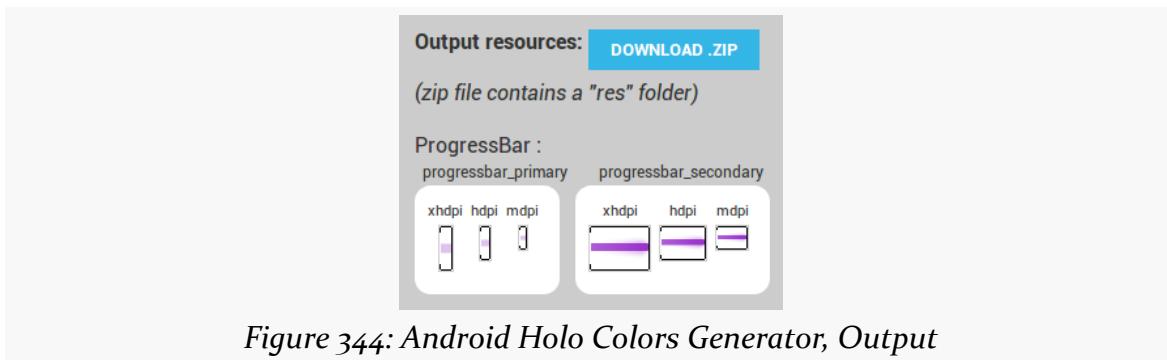 Output resources: DOWNLOAD .ZIP
(zip file contains a "res" folder)
ProgressBar :
progressbar_primary progressbar_secondary
xhdpi hdpi mdpi xhdpi hdpi mdpi
Figure 344: Android Holo Colors Generator, Output